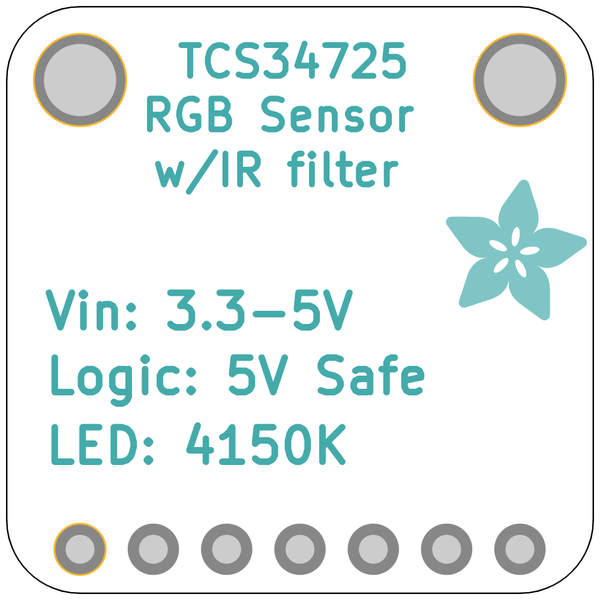 TCS34725
RGB Sensor
w/IR filter
Vin: 3.3-5V
Logic: 5V Safe
LED: 4150K